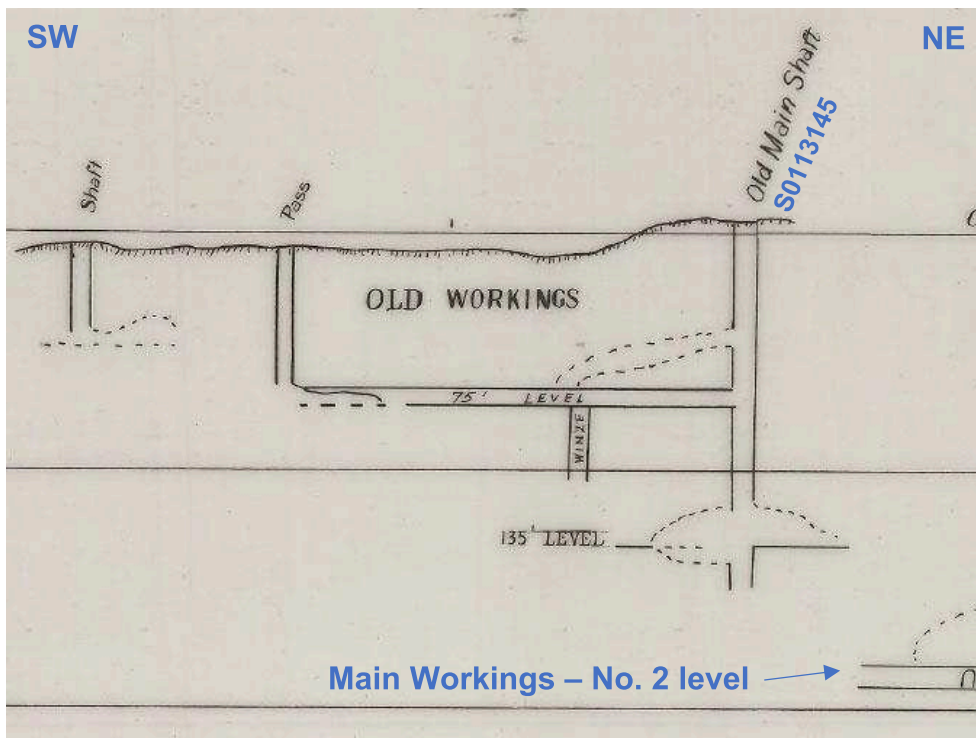 SW
NE
Old Main Shaft
S0113145
Shaft
Pass
OLD WORKINGS
75' LEVEL
WINZE
135' LEVEL
Main Workings – No. 2 level